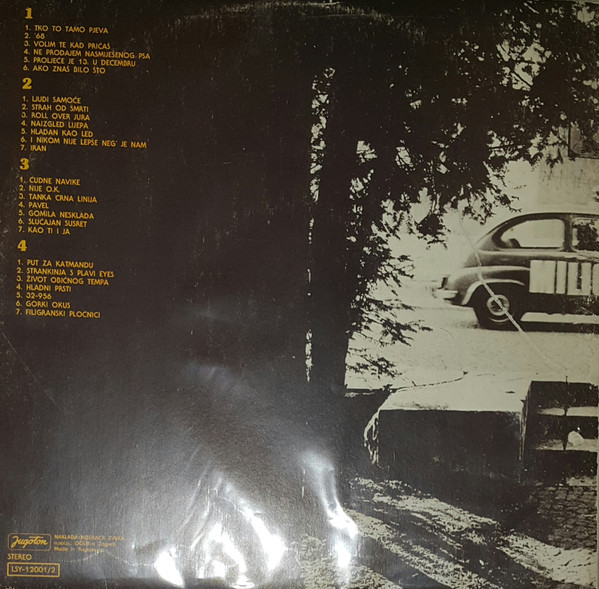 1
1. TKO TO TAMO PJEVA
2. '68
3. VOLIM TE KAD PRIČAŠ
4. NE PRODAJEM NASMIJEŠENOG PSA
5. PROLJEĆE JE 13. U DECEMBRU
6. AKO ZNAŠ BILO ŠTO
2
1. LJUDI SAMOĆE
2. STRAH OD SMRTI
3. ROLL OVER JURA
4. NAIZGLED LIJEPA
5. HLADAN KAO LED
6. I NIKOM NIJE LEPŠE NEG' JE NAM
7. IRAN
3
1. ČUDNE NAVIKE
2. NIJE O.K.
3. TANKA CRNA LINIJA
4. PAVEL
5. GOMILA NESKLADA
6. SLUČAJAN SUSRET
7. KAO TI I JA
4
1. PUT ZA KATMANDU
2. STRANKINJA S PLAVI EYES
3. ŽIVOT OBIČNOG TEMPA
4. HLADNI PRSTI
5. 32-956
6. GORKI OKUS
7. FILIGRANSKI PLOČNICI
Jugoton
Made in
STEREO
LSY-12001/2